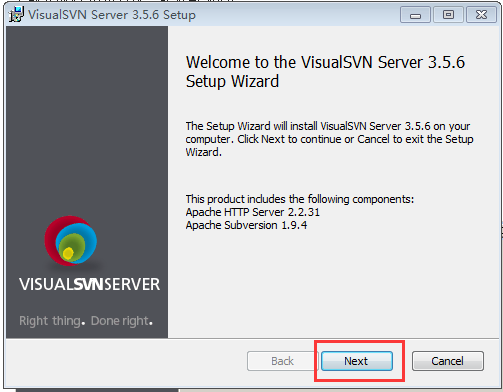 VisualSVN Server 3.5.6 Setup
Welcome to the VisualSVN Server 3.5.6
Setup Wizard
The Setup Wizard will install VisualSVN Server 3.5.6 on your
computer. Click Next to continue or Cancel to exit the Setup
Wizard.
This product includes the following components:
Apache HTTP Server 2.2.31
Apache Subversion 1.9.4
VISUALSVNSERVER
Right thing. Done right.
Back
Next
Cancel